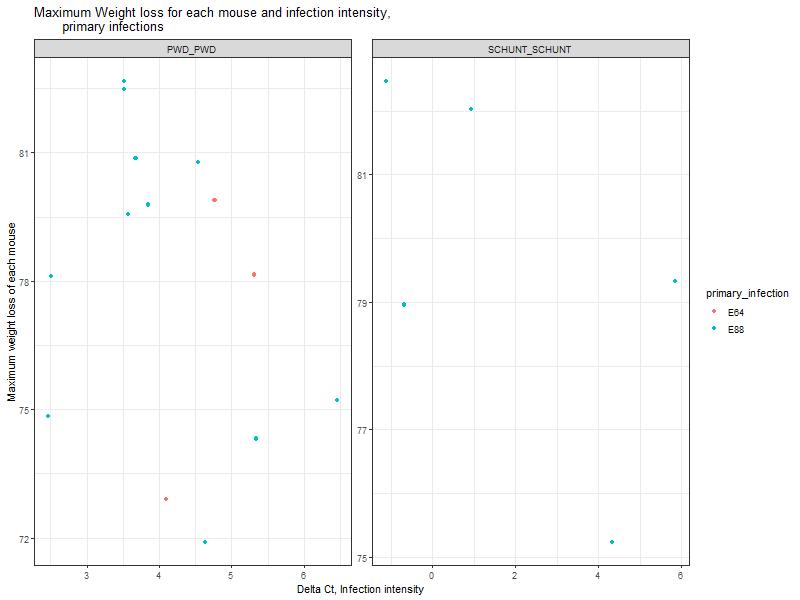 Maximum Weight loss for each mouse and infection intensity,
primary infections
PWD_PWD
SCHUNT_SCHUNT
Maximum weight loss of each mouse
81
78
75
72
81
79
77
75
3 4 5 6
0 2 4 6
Delta Ct, Infection intensity
primary_infection
E64
E88